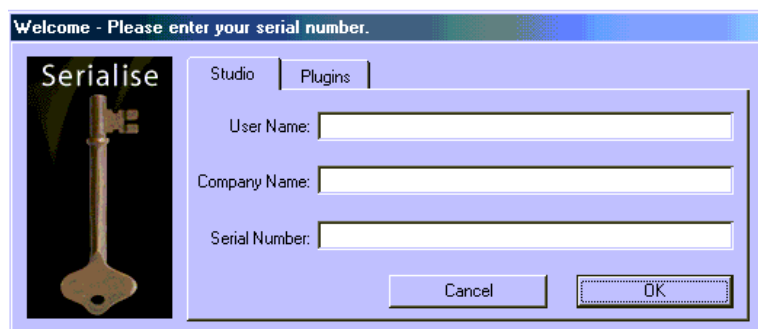 Welcome - Please enter your serial number.
Serialise
Studio
Plugins
User Name:
Company Name:
Serial Number:
Cancel
OK